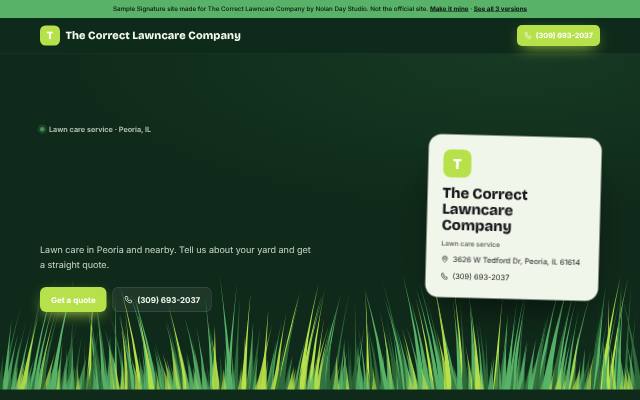 Sample Signature site made for The Correct Lawncare Company by Nolan Day Studio. Not the official site. Make it mine · See all 3 versions
T The Correct Lawncare Company
(309) 693-2037
Lawn care service · Peoria, IL
Lawn care in Peoria and nearby. Tell us about your yard and get
a straight quote.
Get a quote
(309) 693-2037
T
The Correct
Lawncare
Company
Lawn care service
3626 W Tedford Dr, Peoria, IL 61614
(309) 693-2037